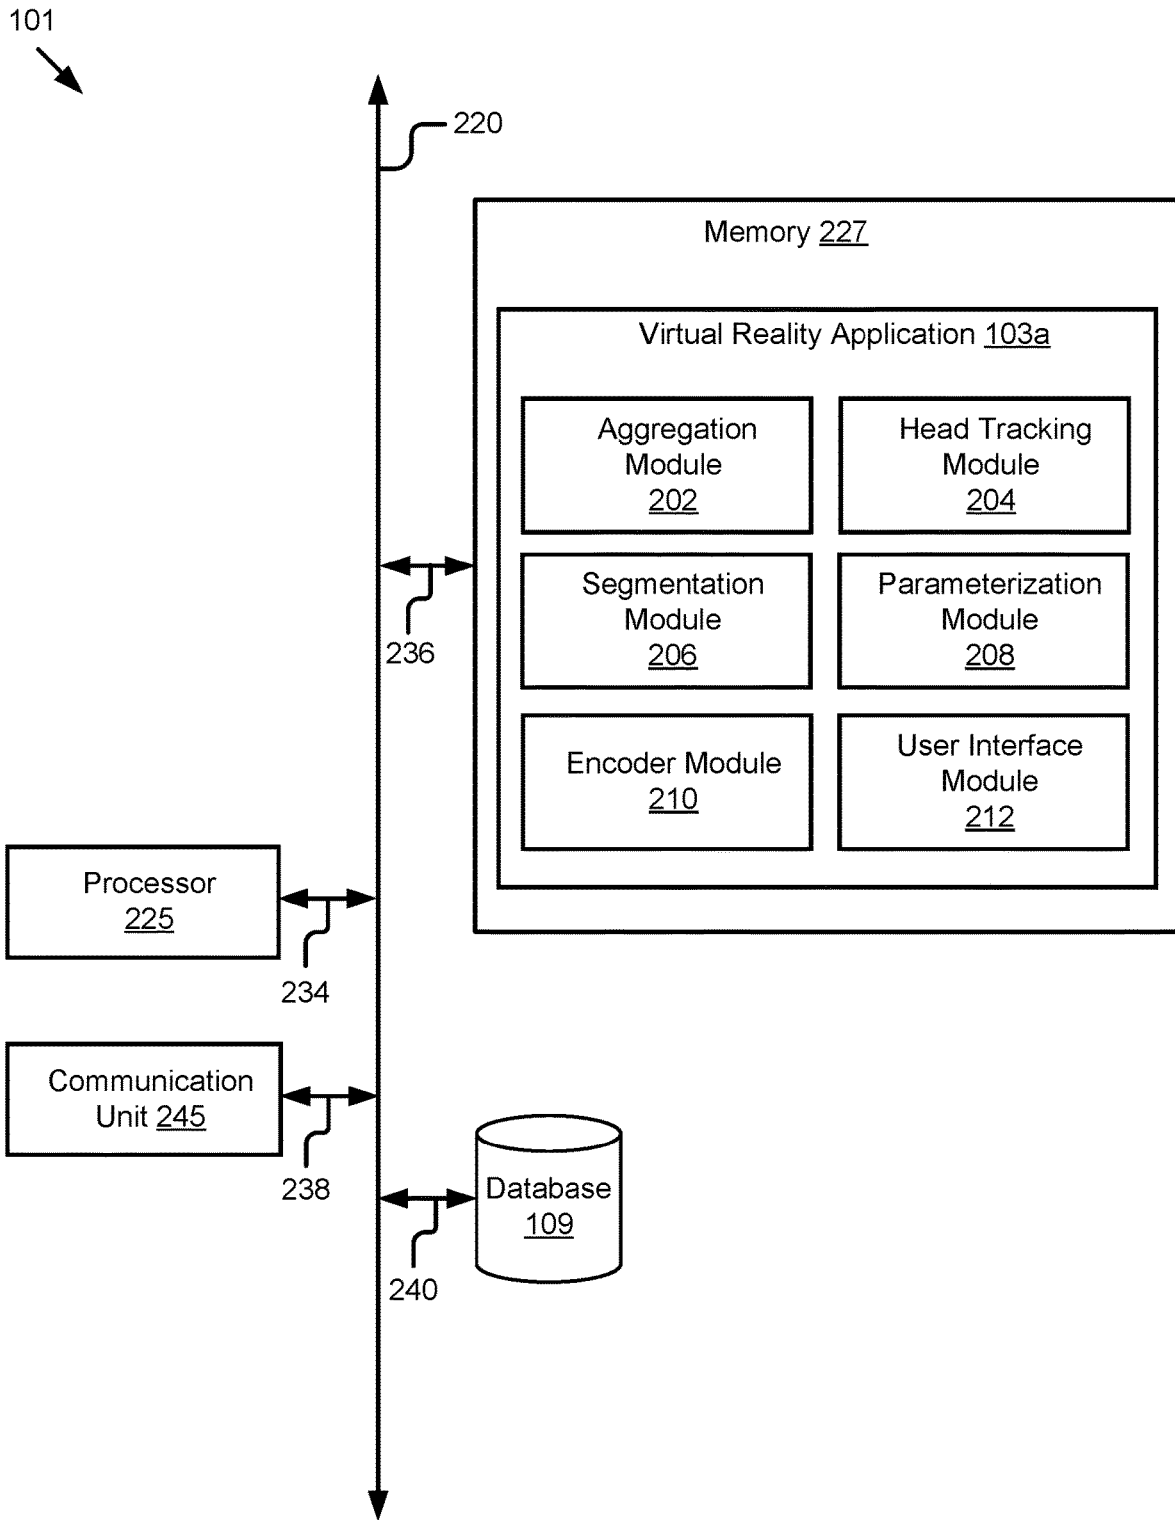 101
220
Memory 227
Virtual Reality Application 103a
Aggregation
Module
202
Head Tracking
Module
204
Segmentation
Module
206
Parameterization
Module
208
236
Encoder Module
210
User Interface
Module
212
Processor
225
234
Communication
Unit 245
238
Database
109
240